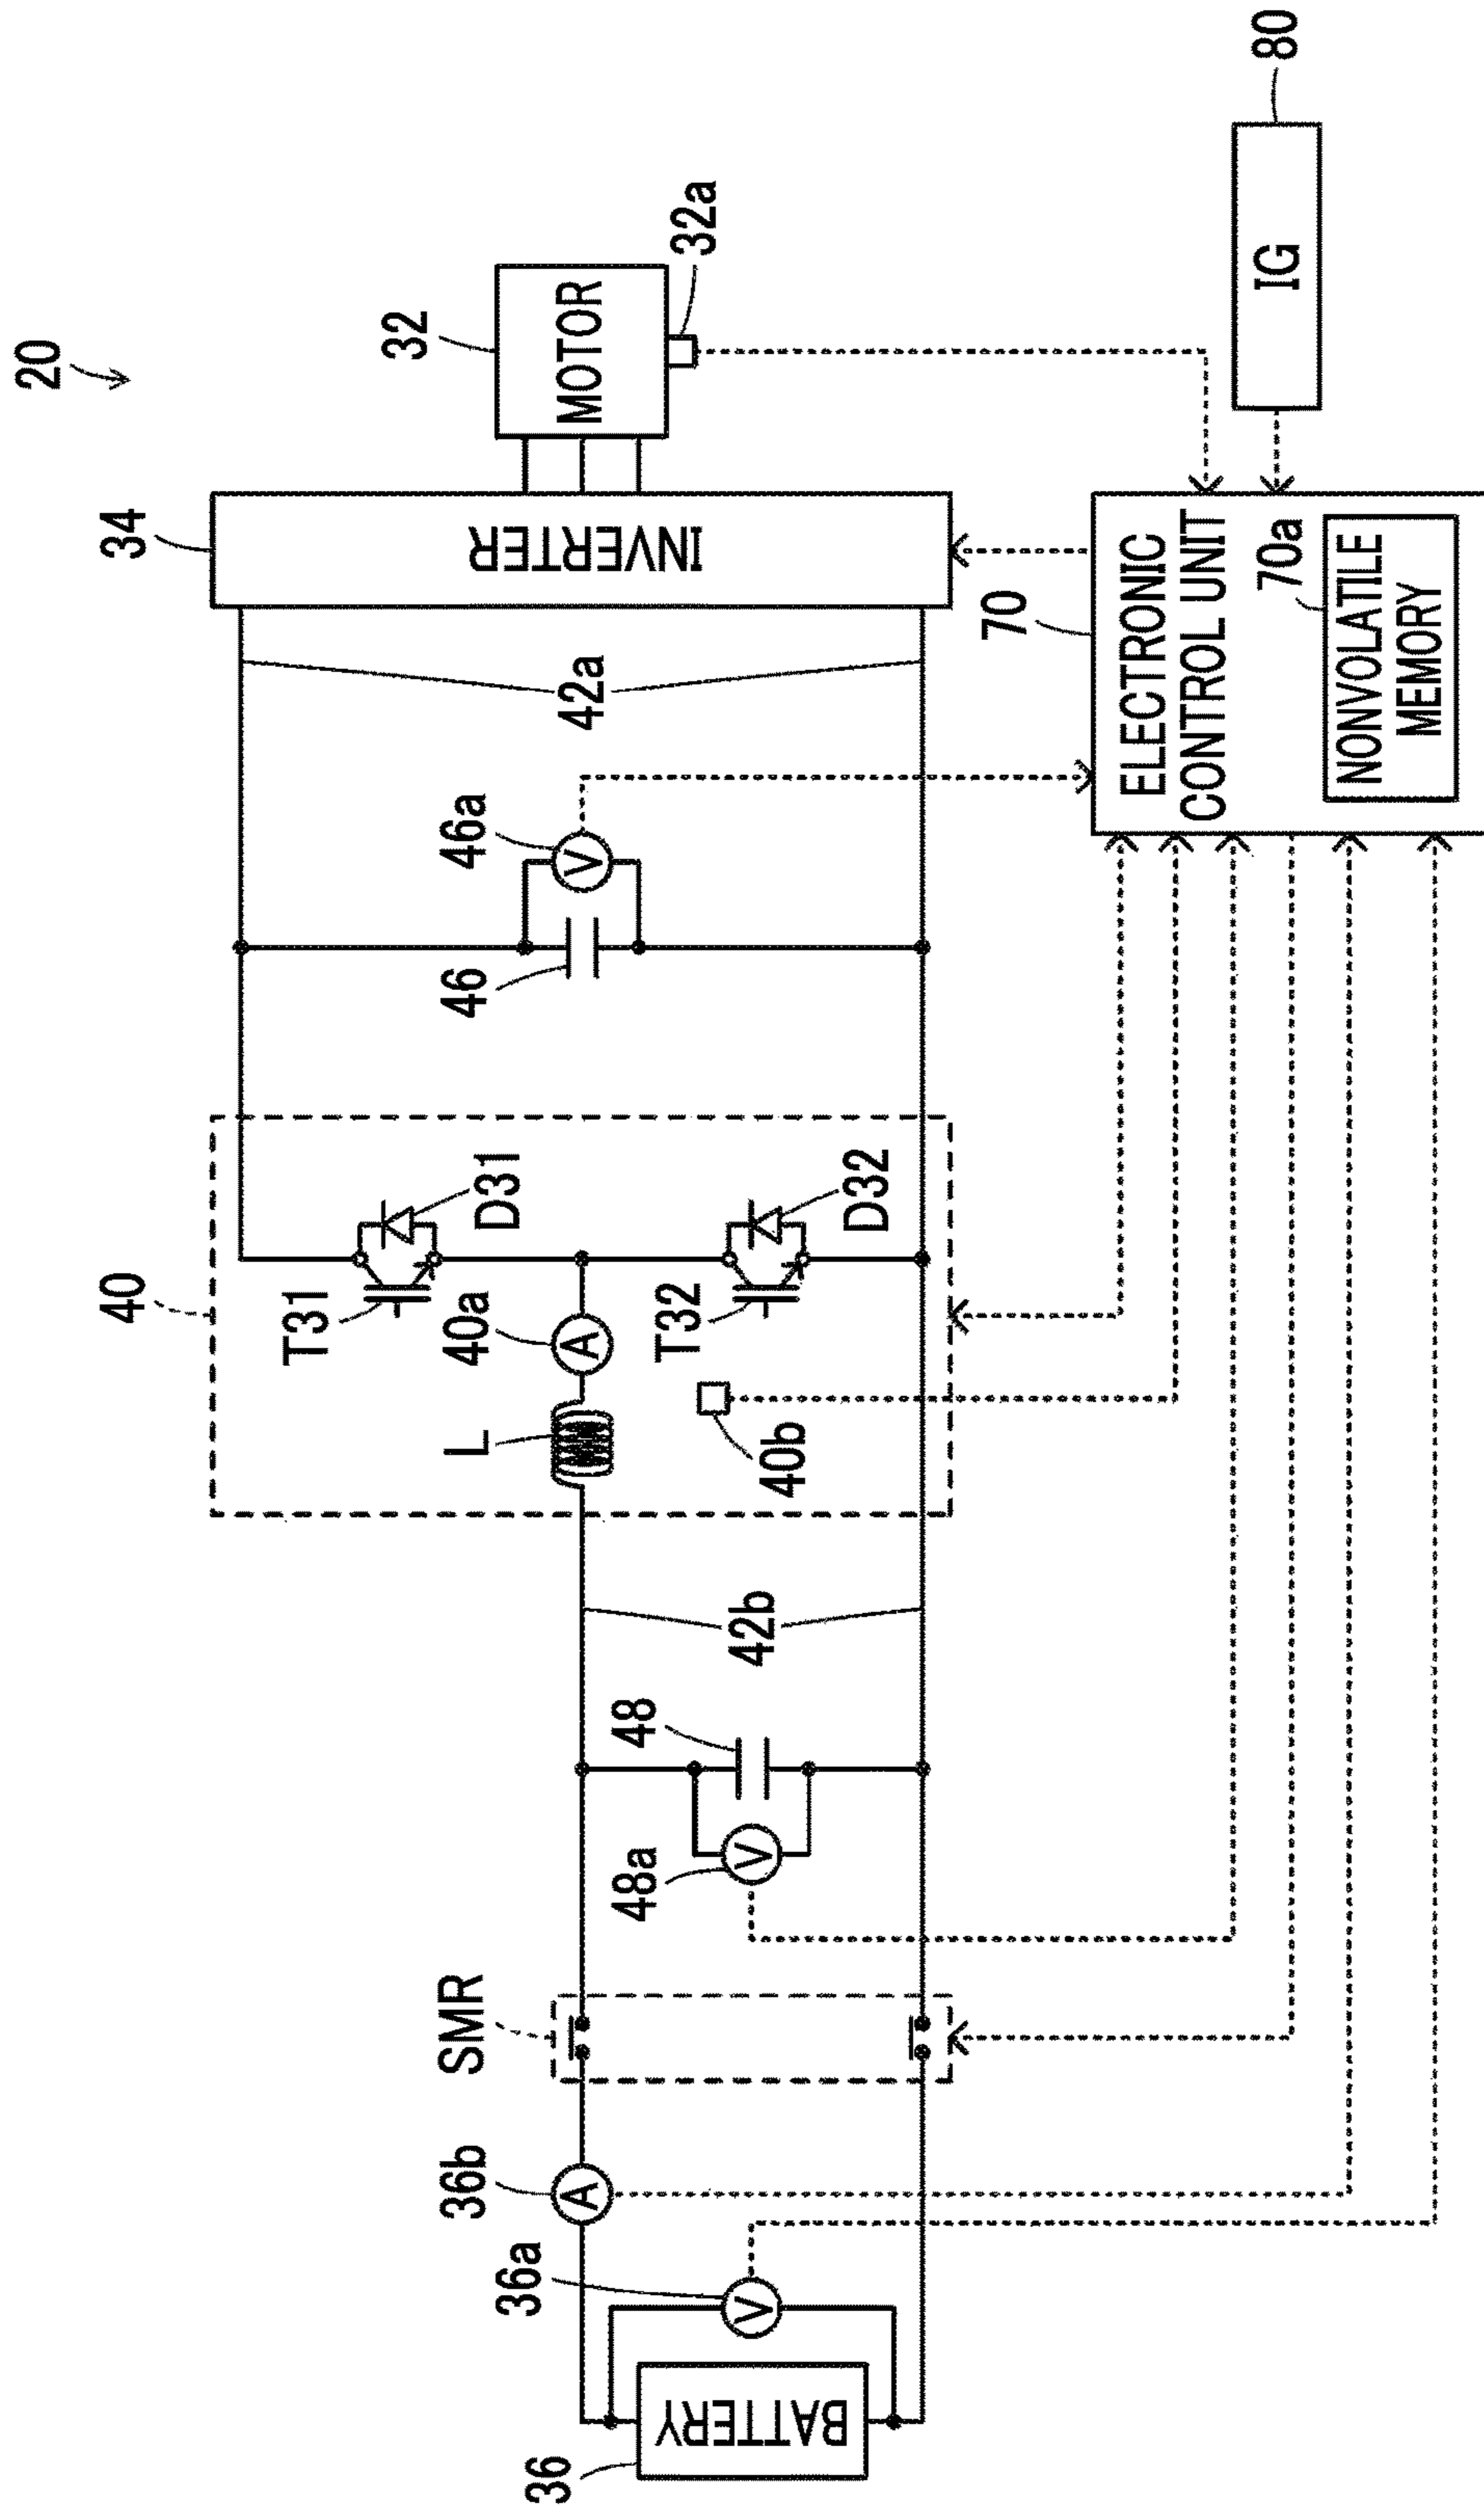 20
34
32
MOTOR
32a
INVERTER
40
42a
46a
V
46
T31
D31
40a
A
L
T32
D32
40b
42b
48
48a
V
SMR
36b
A
36a
V
36
BATTERY
70
ELECTRONIC
CONTROL UNIT
70a
NONVOLATILE
MEMORY
80
IG